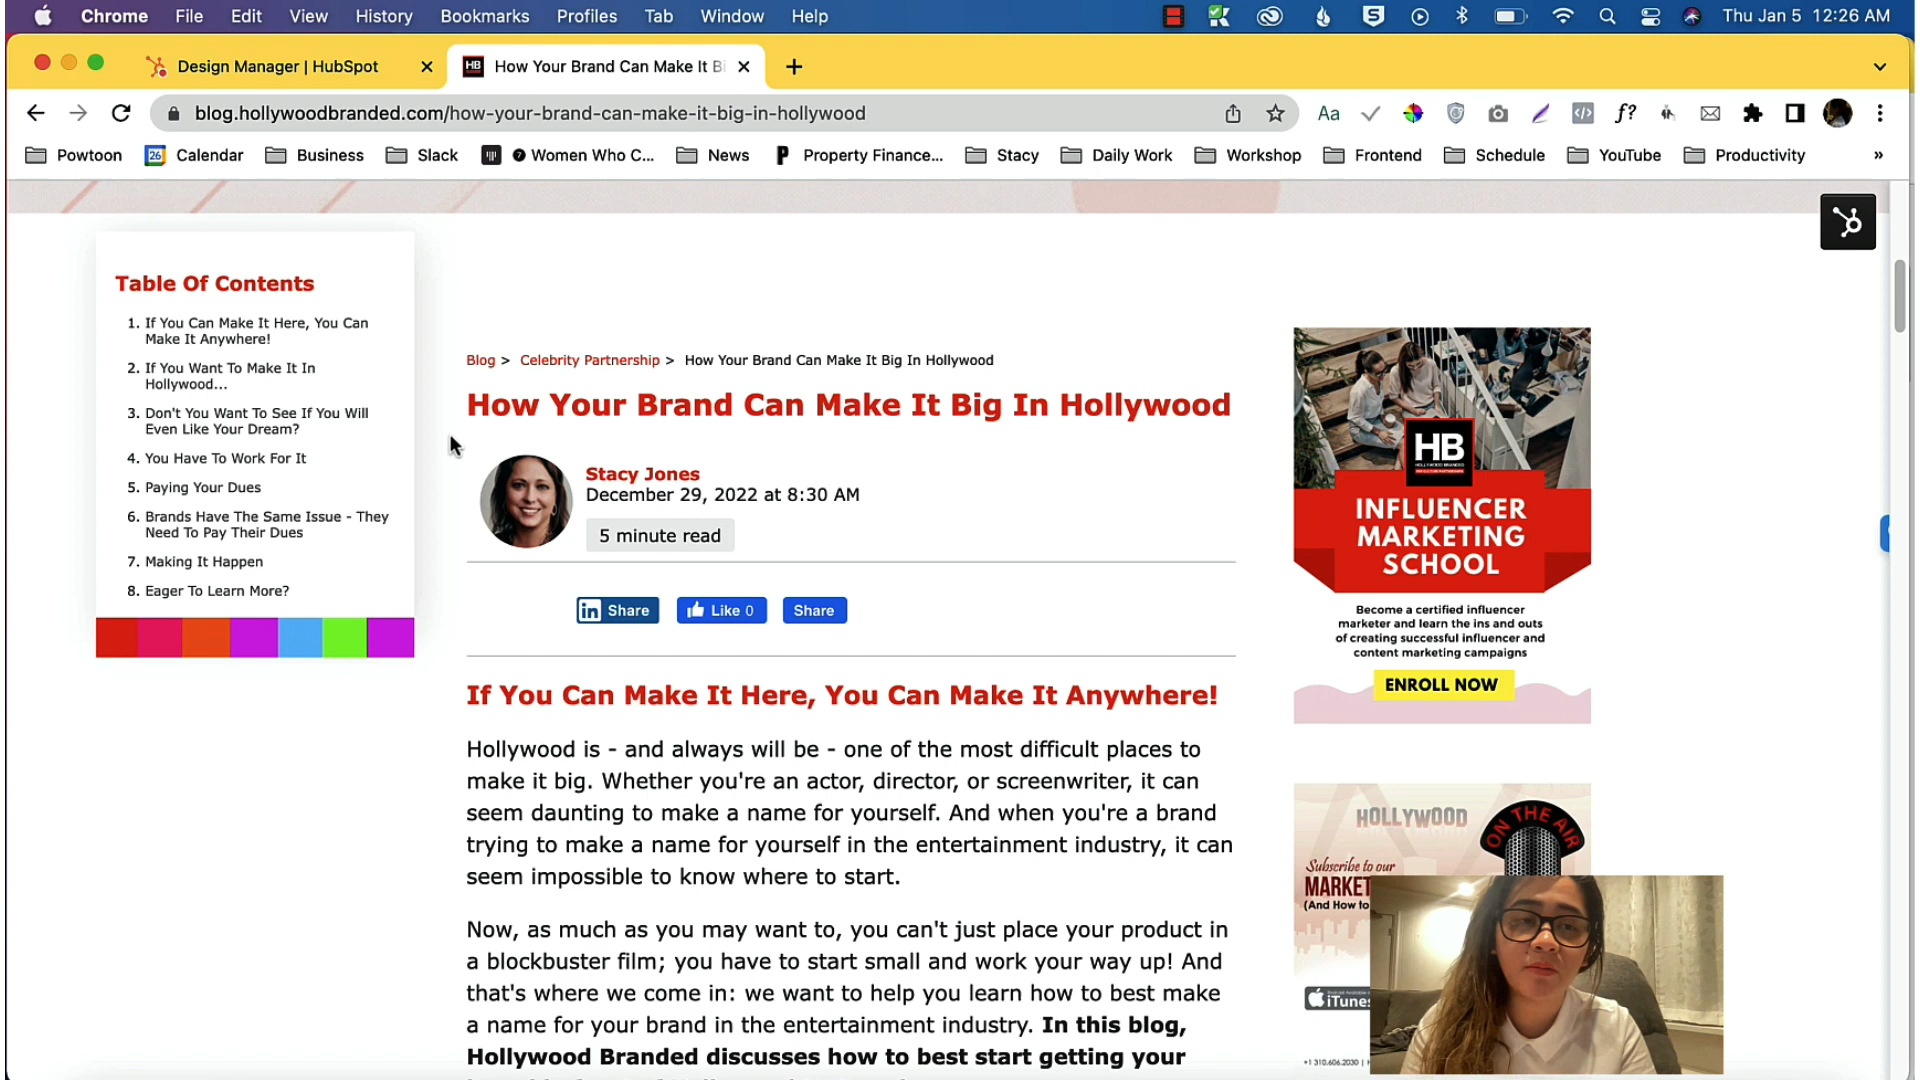 Chrome File Edit View History Bookmarks Profiles Tab Window Help Thu Jan 5 12:26 AM
Design Manager | HubSpot
HB How Your Brand Can Make It Bi
blog.hollywoodbranded.com/how-your-brand-can-make-it-big-in-hollywood
Powtoon 26 Calendar Business Slack Women Who C... News Property Finance... Stacy Daily Work Workshop Frontend Schedule YouTube Productivity »
Table Of Contents
1. If You Can Make It Here, You Can
Make It Anywhere!
2. If You Want To Make It In
Hollywood...
3. Don't You Want To See If You Will
Even Like Your Dream?
4. You Have To Work For It
5. Paying Your Dues
6. Brands Have The Same Issue - They
Need To Pay Their Dues
7. Making It Happen
8. Eager To Learn More?
Blog > Celebrity Partnership > How Your Brand Can Make It Big In Hollywood
How Your Brand Can Make It Big In Hollywood
Stacy Jones
December 29, 2022 at 8:30 AM
5 minute read
in Share Like 0 Share
If You Can Make It Here, You Can Make It Anywhere!
Hollywood is - and always will be - one of the most difficult places to
make it big. Whether you're an actor, director, or screenwriter, it can
seem daunting to make a name for yourself. And when you're a brand
trying to make a name for yourself in the entertainment industry, it can
seem impossible to know where to start.
Now, as much as you may want to, you can't just place your product in
a blockbuster film; you have to start small and work your way up! And
that's where we come in: we want to help you learn how to best make
a name for your brand in the entertainment industry. In this blog,
Hollywood Branded discusses how to best start getting your
HB
INFLUENCER
MARKETING
SCHOOL
Become a certified influencer
marketer and learn the ins and outs
of creating successful influencer and
content marketing campaigns
ENROLL NOW
HOLLYWOOD
ON THE AIR
Subscribe to our
MARKET
(And How to
iTunes
+1 310.606.2030 |